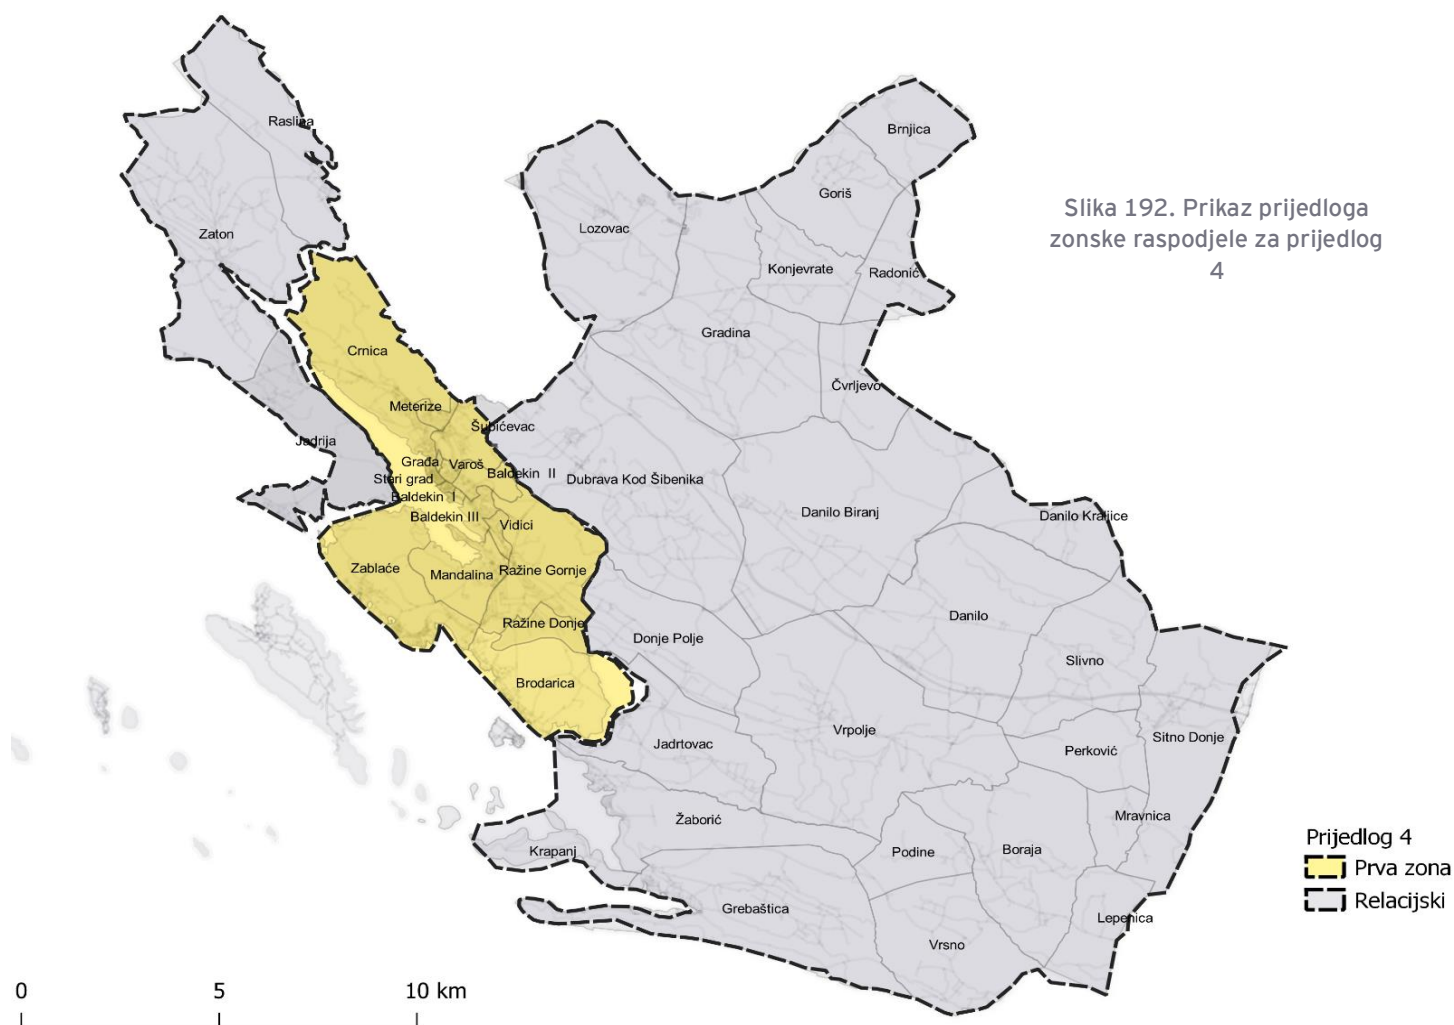 Raslina
Brnjica
Goriš
Slika 192. Prikaz prijedloga
zonske raspodjele za prijedlog
4
Lozovac
Zaton
Konjevrate
Radonić
Gradina
Crnica
Čvrljevo
Meterize
Šubićevac
Jadrija
Građa
Varoš
Baldekin II
Stari grad
Dubrava Kod Šibenika
Baldekin I
Baldekin III
Vidici
Danilo Biranj
Danilo Kraljice
Zablaće
Mandalina
Ražine Gornje
Danilo
Ražine Donje
Donje Polje
Slivno
Brodarica
Vrpolje
Sitno Donje
Jadrtovac
Perković
Žaborić
Mravnica
Krapanj
Podine
Boraja
Grebaštica
Lepenica
Vrsno
Prijedlog 4
Prva zona
Relacijski
0 5 10 km